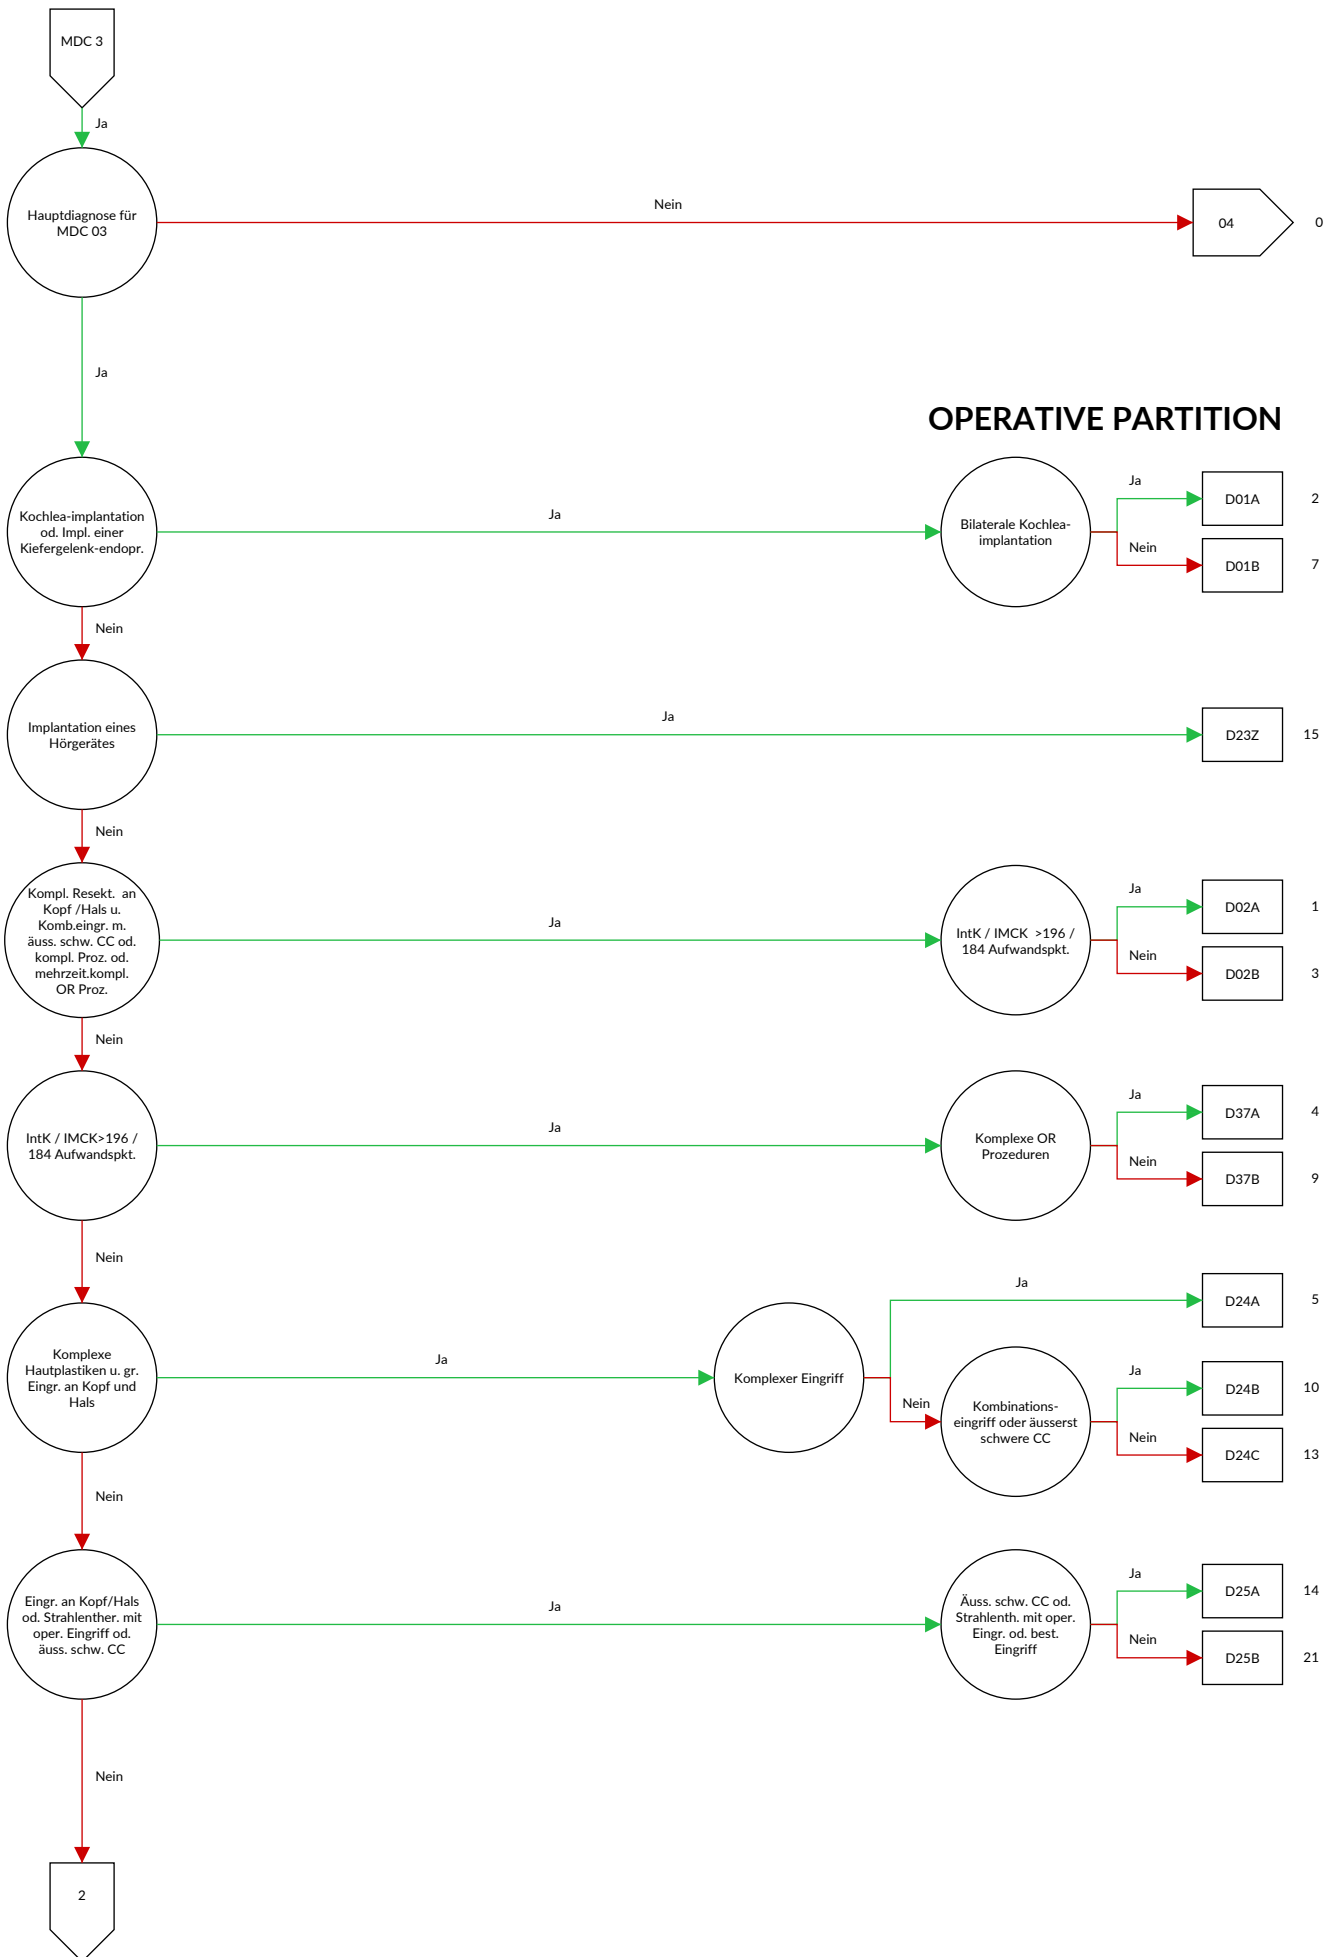 MDC 3
Ja
Hauptdiagnose für
MDC 03
Nein
04
0
Ja
OPERATIVE PARTITION
Kochlea-implantation
od. Impl. einer
Kiefergelenk-endopr.
Ja
Bilaterale Kochlea-
implantation
Ja
D01A
2
Nein
D01B
7
Nein
Implantation eines
Hörgerätes
Ja
D23Z
15
Nein
Kompl. Resekt. an
Kopf /Hals u.
Komb.eingr. m.
äuss. schw. CC od.
kompl. Proz. od.
mehrzeit.kompl.
OR Proz.
Ja
IntK / IMCK >196 /
184 Aufwandspkt.
Ja
D02A
1
Nein
D02B
3
Nein
IntK / IMCK>196 /
184 Aufwandspkt.
Ja
Komplexe OR
Prozeduren
Ja
D37A
4
Nein
D37B
9
Nein
Komplexe
Hautplastiken u. gr.
Eingr. an Kopf und
Hals
Ja
Komplexer Eingriff
Ja
D24A
5
Nein
Kombinations-
eingriff oder äusserst
schwere CC
Ja
D24B
10
Nein
D24C
13
Nein
Eingr. an Kopf/Hals
od. Strahlenther. mit
oper. Eingriff od.
äuss. schw. CC
Ja
Äuss. schw. CC od.
Strahlenth. mit oper.
Eingr. od. best.
Eingriff
Ja
D25A
14
Nein
D25B
21
Nein
2